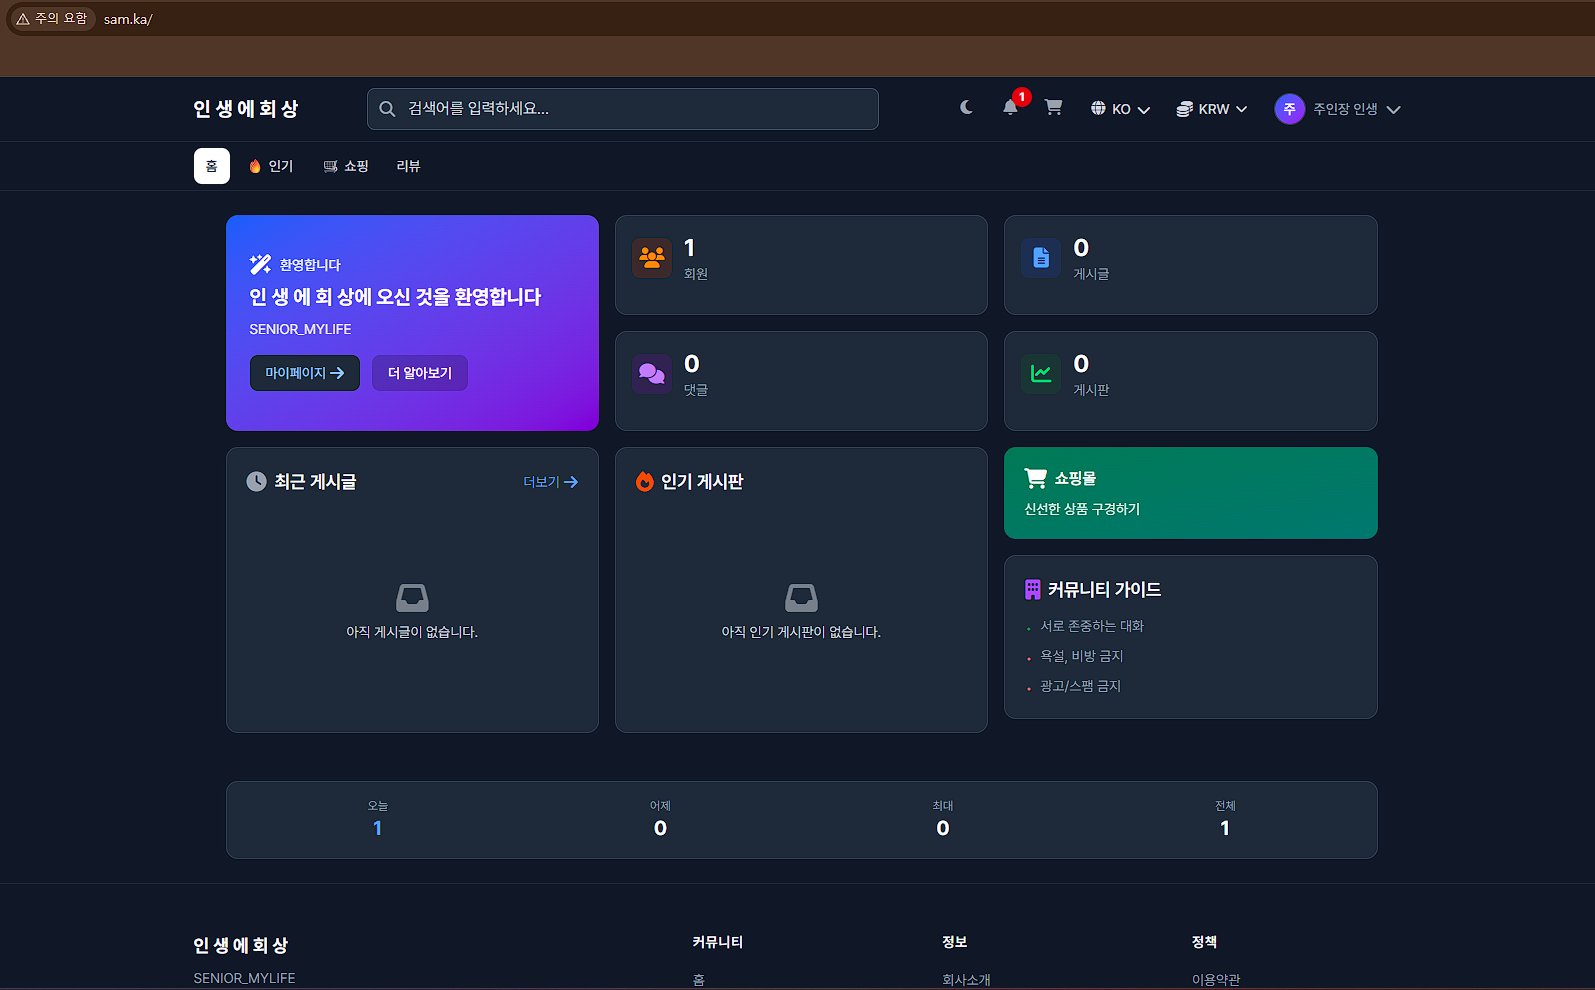 주의 요함 sam.ka/
인 생 에 회 상
검색어를 입력하세요...
1
KO
KRW
주
주인장 인생
홈
인기
쇼핑
리뷰
환영합니다
인 생 에 회 상에 오신 것을 환영합니다
SENIOR_MYLIFE
마이페이지
더 알아보기
1
회원
0
게시글
0
댓글
0
게시판
최근 게시글
더보기
아직 게시글이 없습니다.
인기 게시판
아직 인기 게시판이 없습니다.
쇼핑몰
신선한 상품 구경하기
커뮤니티 가이드
• 서로 존중하는 대화
• 욕설, 비방 금지
• 광고/스팸 금지
오늘
1
어제
0
최대
0
전체
1
인 생 에 회 상
SENIOR_MYLIFE
커뮤니티
홈
정보
회사소개
정책
이용약관